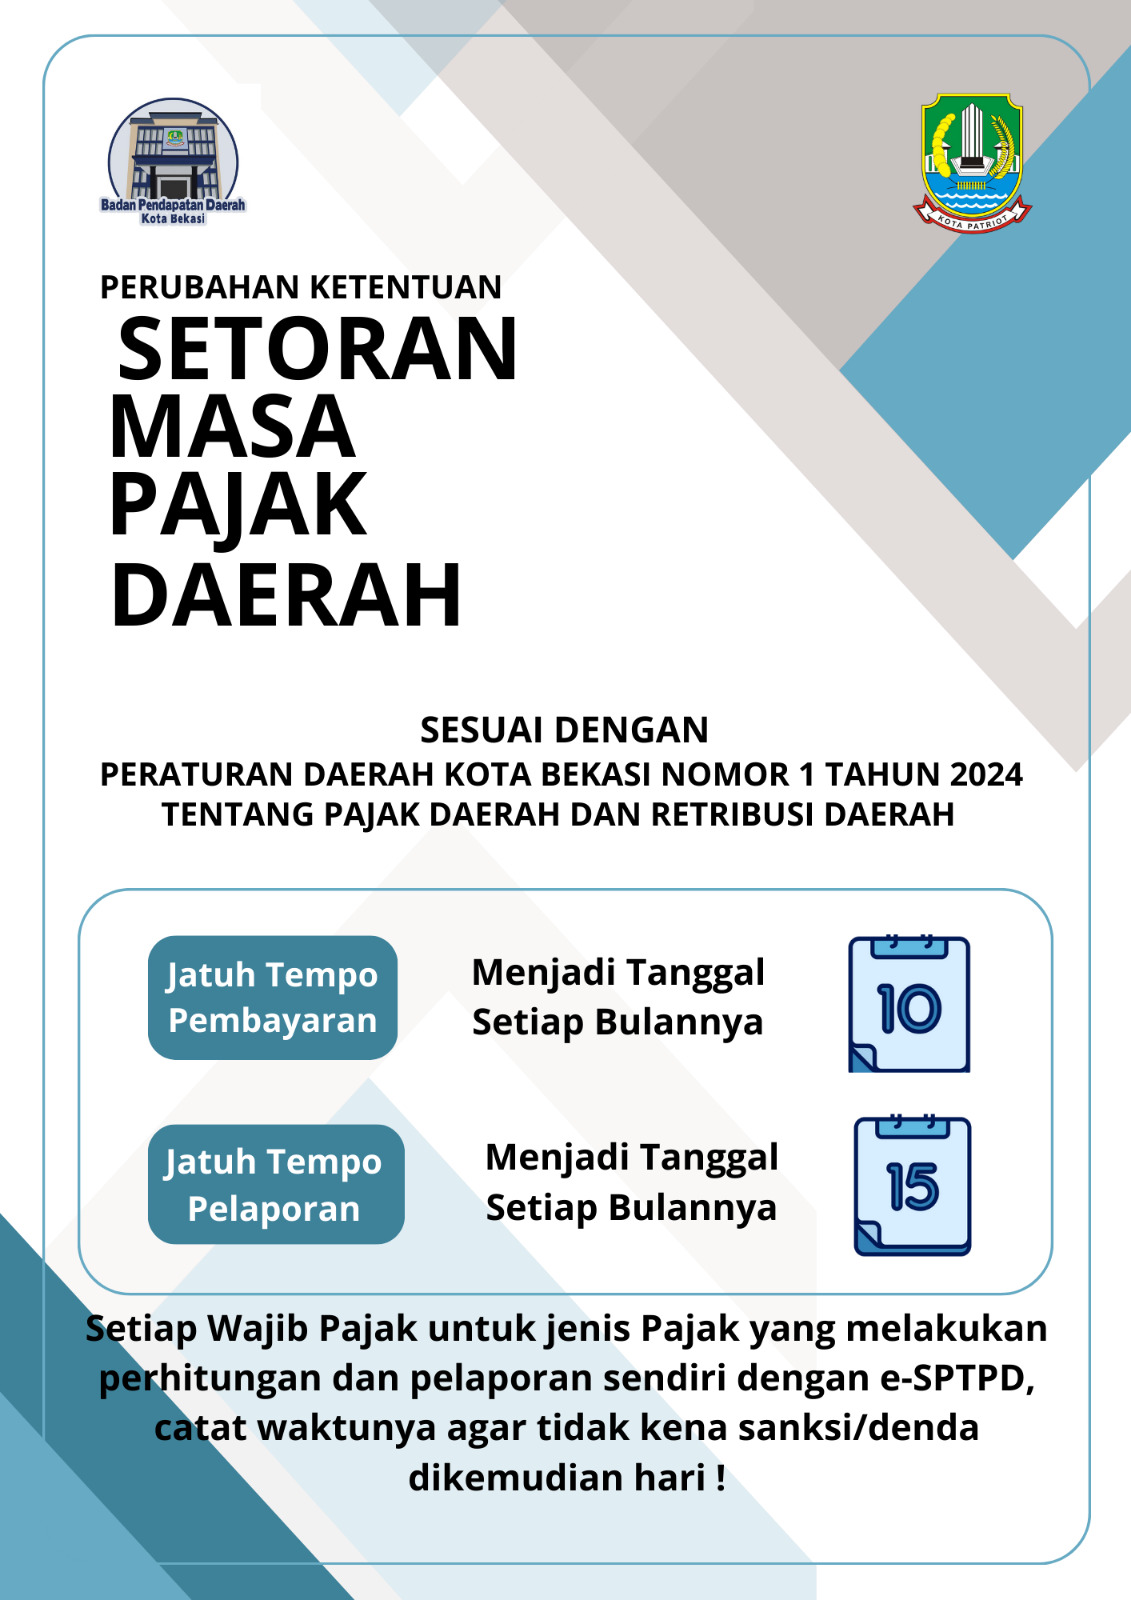 Badan Pendapatan Daerah
Kota Bekasi
KOTA PATRIOT
PERUBAHAN KETENTUAN
SETORAN
MASA
PAJAK
DAERAH
SESUAI DENGAN
PERATURAN DAERAH KOTA BEKASI NOMOR 1 TAHUN 2024
TENTANG PAJAK DAERAH DAN RETRIBUSI DAERAH
Jatuh Tempo
Pembayaran
Menjadi Tanggal
Setiap Bulannya
10
Jatuh Tempo
Pelaporan
Menjadi Tanggal
Setiap Bulannya
15
Setiap Wajib Pajak untuk jenis Pajak yang melakukan
perhitungan dan pelaporan sendiri dengan e-SPTPD,
catat waktunya agar tidak kena sanksi/denda
dikemudian hari !